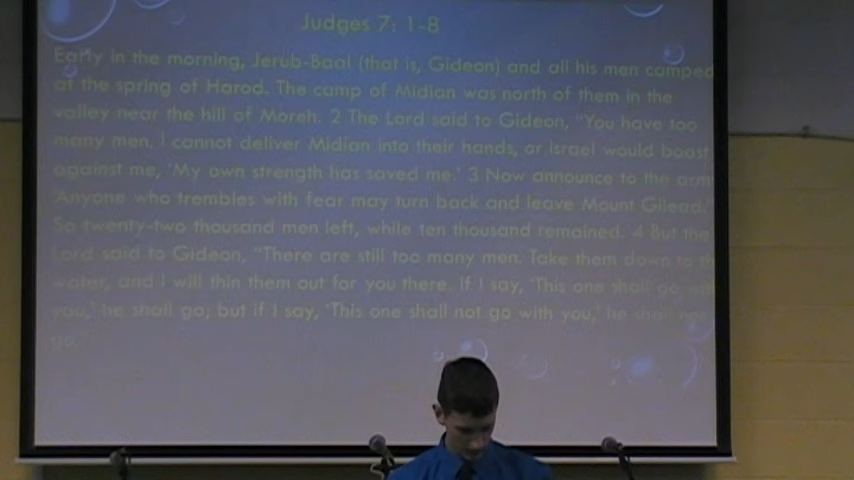 Judges 7: 1-8
Early in the morning, Jerub-Baal (that is, Gideon) and all his men camped
at the spring of Harod. The camp of Midian was north of them in the
valley near the hill of Moreh. 2 The Lord said to Gideon, "You have too
many men. I cannot deliver Midian into their hands, or Israel would boast
against me, 'My own strength has saved me.' 3 Now announce to the army
'Anyone who trembles with fear may turn back and leave Mount Gilead.'"
So twenty-two thousand men left, while ten thousand remained. 4 But the
Lord said to Gideon, "There are still too many men. Take them down to th
water, and I will thin them out for you there. If I say, 'This one shall go with
you,' he shall go; but if I say, 'This one shall not go with you,' he shall not
go."